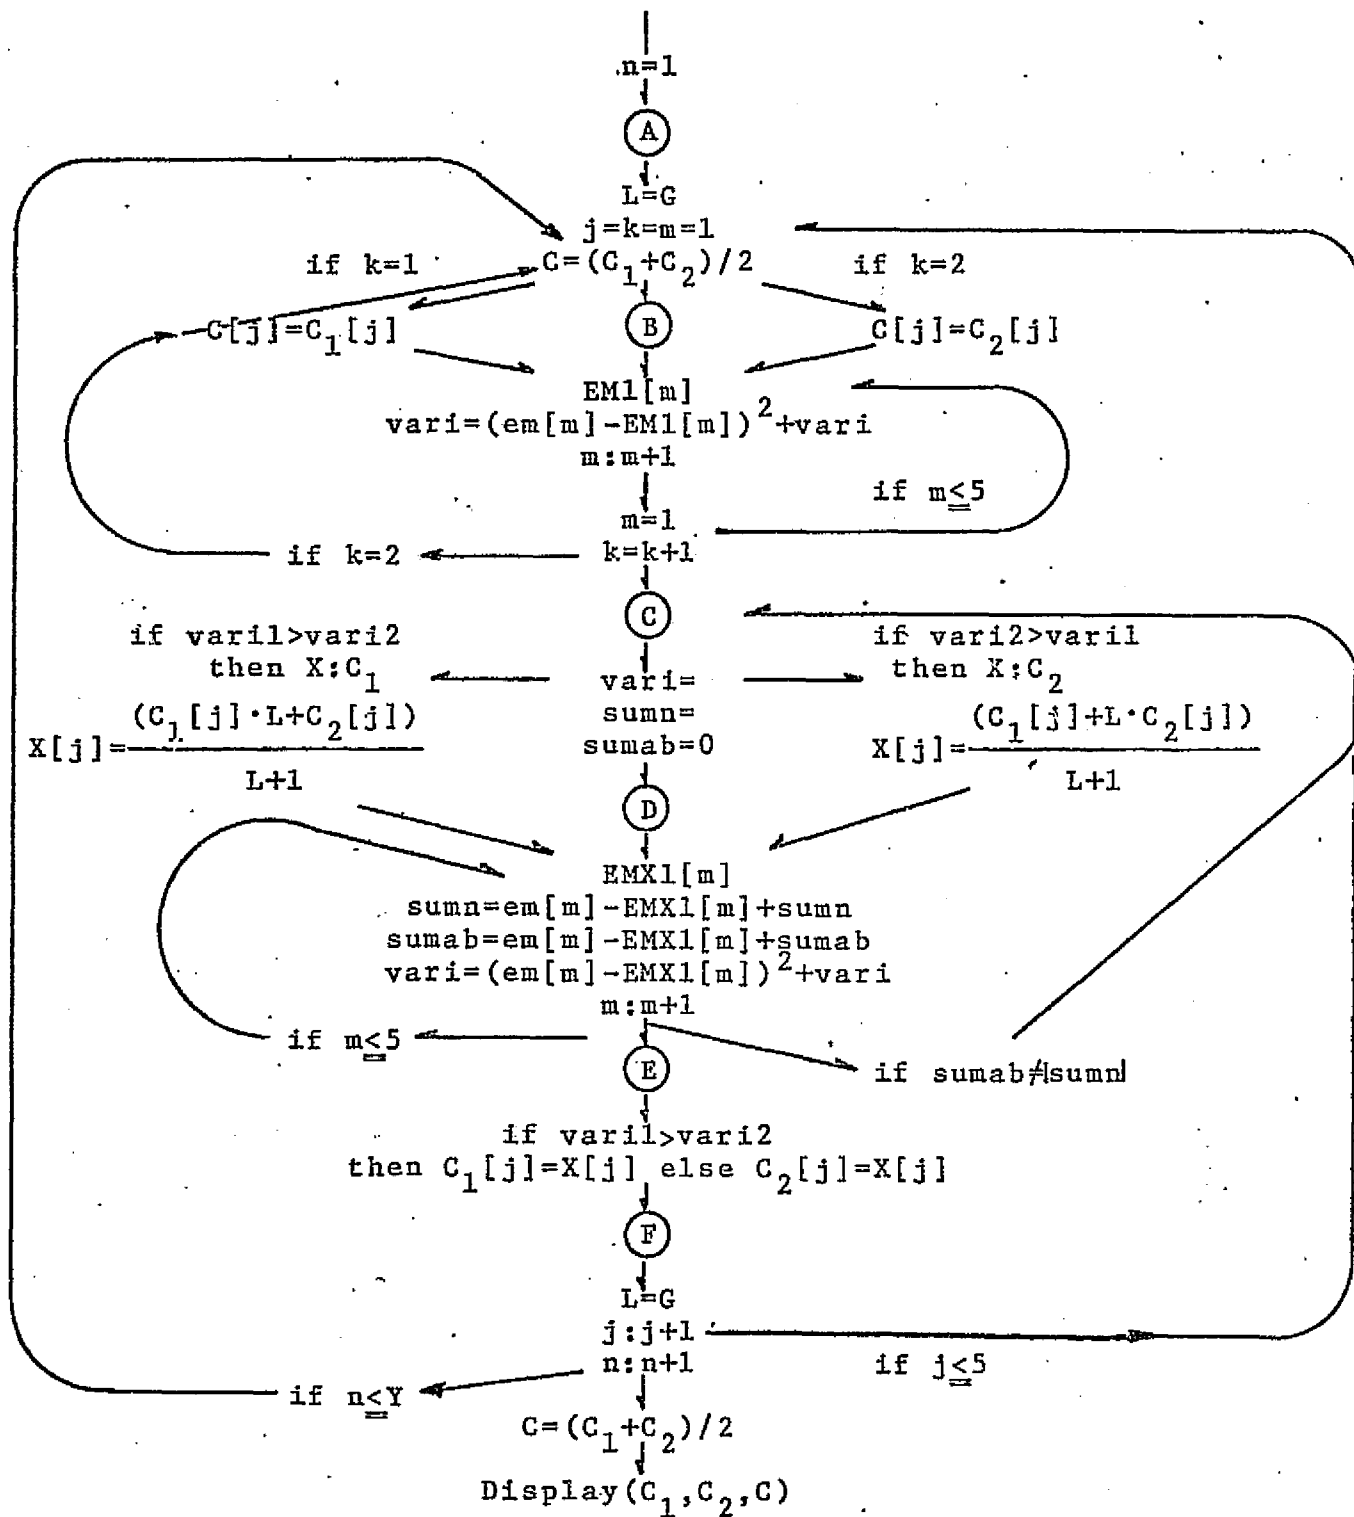 n=1
A
L=G
j=k=m=1
if k=1
C=(C₁+C₂)/2
if k=2
C[j]=C₁[j]
B
C[j]=C₂[j]
EM1[m]
vari=(em[m]-EM1[m])²+vari
m:m+1
if m≤5
m=1
if k=2
k=k+1
C
if vari1>vari2
then X:C₁
X[j]=(C₁[j]·L+C₂[j])
L+1
vari=
sumn=
sumab=0
if vari2>vari1
then X:C₂
X[j]=(C₁[j]+L·C₂[j])
L+1
D
EMX1[m]
sumn=em[m]-EMX1[m]+sumn
sumab=em[m]-EMX1[m]+sumab
vari=(em[m]-EMX1[m])²+vari
m:m+1
if m≤5
E
if sumab≠|sumn|
if vari1>vari2
then C₁[j]=X[j] else C₂[j]=X[j]
F
L=G
j:j+1
n:n+1
if j≤5
if n≤Y
C=(C₁+C₂)/2
Display(C₁,C₂,C)